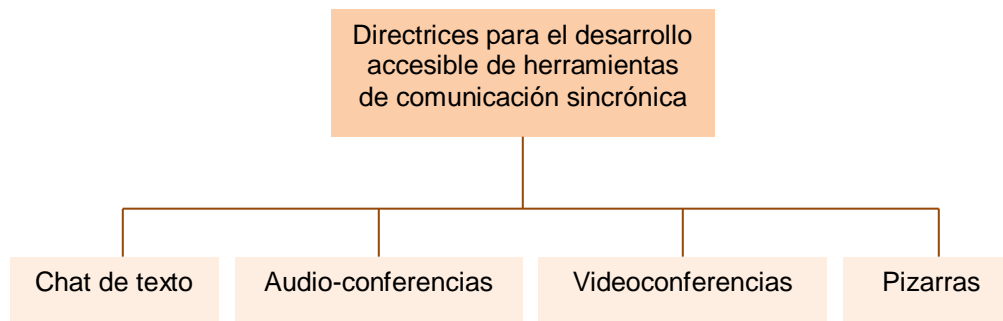 Directrices para el desarrollo
accesible de herramientas
de comunicación sincrónica
Chat de texto
Audio-conferencias
Videoconferencias
Pizarras